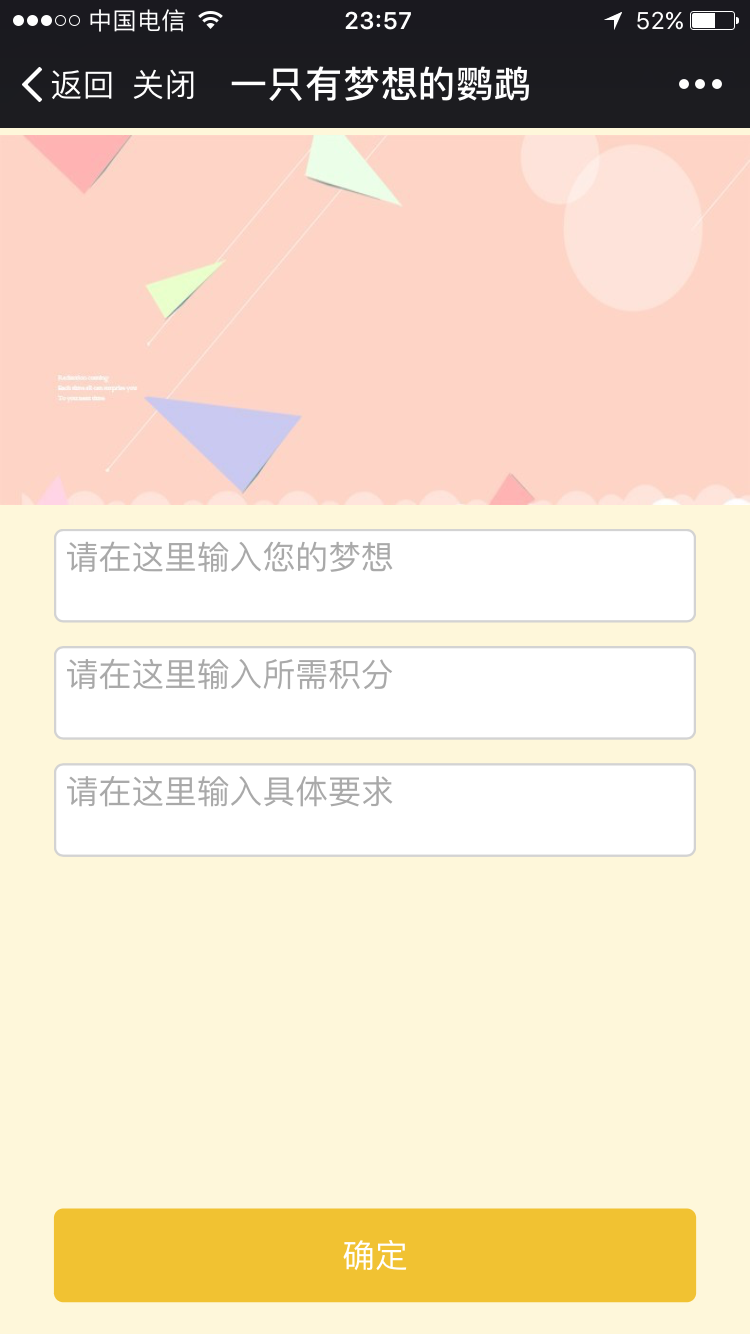 中国电信 23:57 52%
返回 关闭 一只有梦想的鹦鹉
请在这里输入您的梦想
请在这里输入所需积分
请在这里输入具体要求
确定